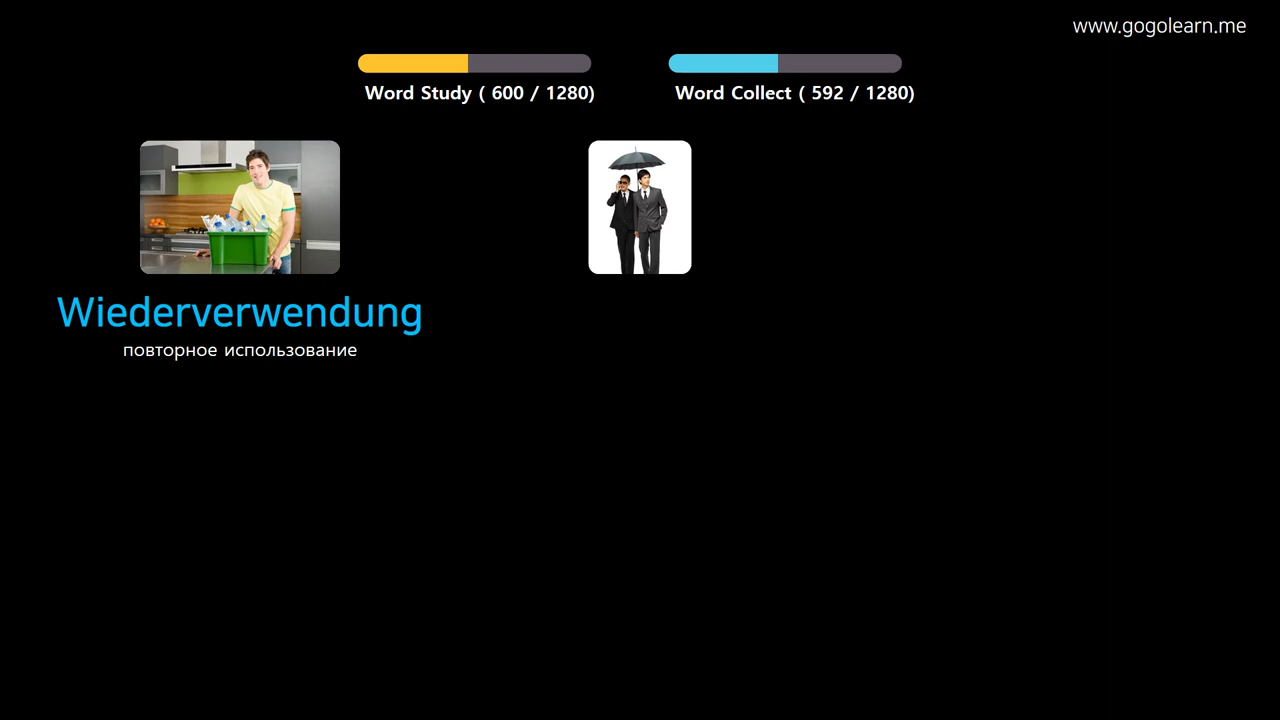 www.gogolearn.me
Word Study ( 600 / 1280)
Word Collect ( 592 / 1280)
Wiederverwendung
повторное использование